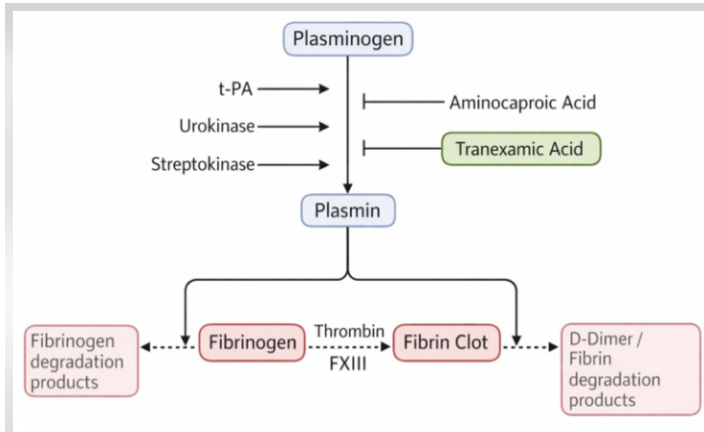 Plasminogen
t-PA
Aminocaproic Acid
Urokinase
Tranexamic Acid
Streptokinase
Plasmin
Fibrinogen
degradation
products
Fibrinogen
Thrombin
FXIII
Fibrin Clot
D-Dimer /
Fibrin
degradation
products